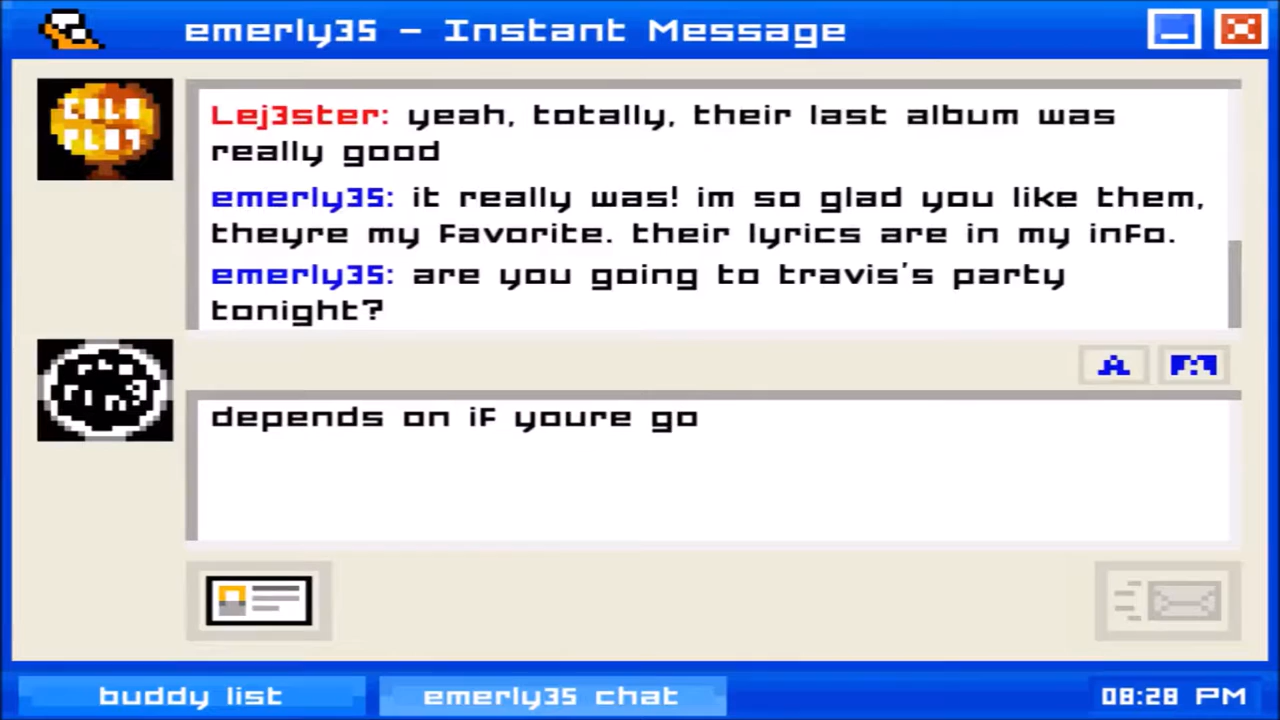 emerly35 - Instant Message
COLD
PLAY
Lej3ster: yeah, totally, their last album was
really good
emerly35: it really was! im so glad you like them,
theyre my Favorite. their lyrics are in my inFo.
emerly35: are you going to travis's party
tonight?
A
depends on iF youre go
buddy list
emerly35 chat
08:28 PM